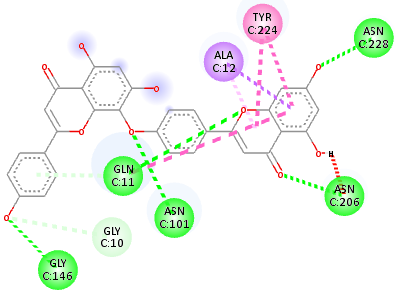 TYR
C:224
ASN
C:228
ALA
C:12
O
O
O
O
O
O
O
O
O
H
O
O
GLN
C:11
ASN
C:206
ASN
C:101
GLY
C:10
GLY
C:146